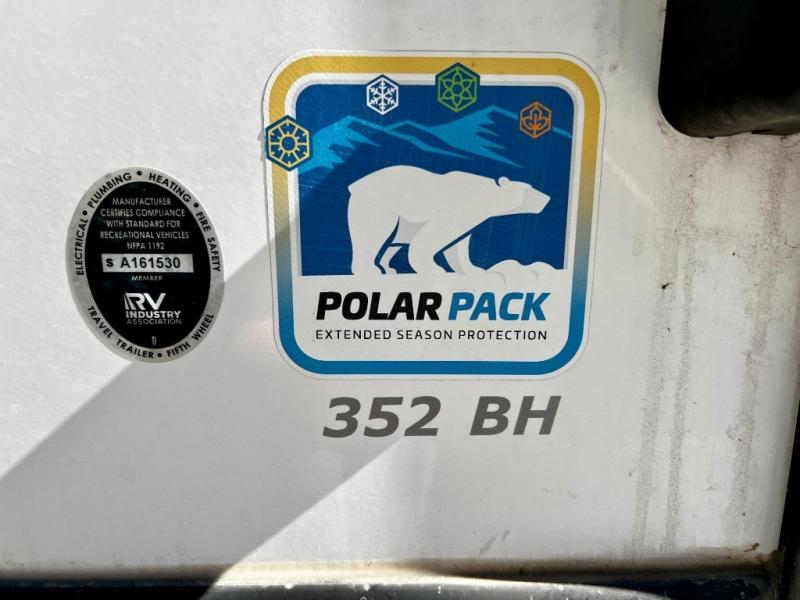 ELECTRICAL • PLUMBING • HEATING • FIRE SAFETY
MANUFACTURER
CERTIFIES COMPLIANCE
WITH STANDARD FOR
RECREATIONAL VEHICLES
NFPA 1192
S A161530
MEMBER
RV
INDUSTRY
ASSOCIATION
D
TRAVEL TRAILER • FIFTH WHEEL
POLAR PACK
EXTENDED SEASON PROTECTION
352 BH